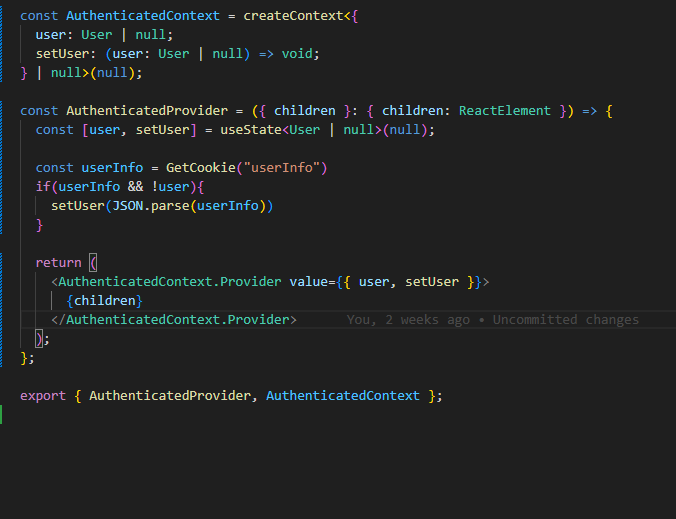 const AuthenticatedContext = createContext<{
  user: User | null;
  setUser: (user: User | null) => void;
} | null>(null);

const AuthenticatedProvider = ({ children }: { children: ReactElement }) => {
  const [user, setUser] = useState<User | null>(null);

  const userInfo = GetCookie("userInfo")
  if(userInfo && !user){
    setUser(JSON.parse(userInfo))
  }

  return (
    <AuthenticatedContext.Provider value={{ user, setUser }}>
      {children}
    </AuthenticatedContext.Provider>      You, 2 weeks ago • Uncommitted changes
  );
};

export { AuthenticatedProvider, AuthenticatedContext };